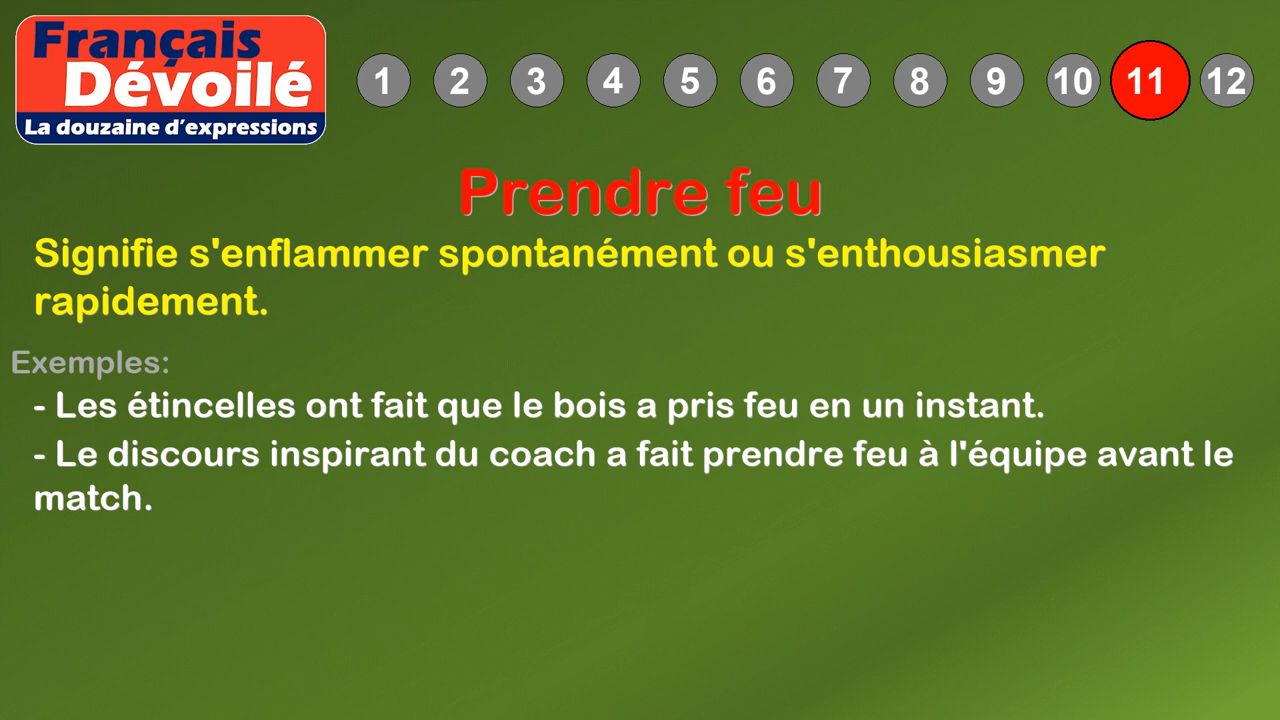 Français
Dévoilé
La douzaine d'expressions
1 2 3 4 5 6 7 8 9 10 11 12
Prendre feu
Signifie s'enflammer spontanément ou s'enthousiasmer
rapidement.
Exemples:
- Les étincelles ont fait que le bois a pris feu en un instant.
- Le discours inspirant du coach a fait prendre feu à l'équipe avant le
match.